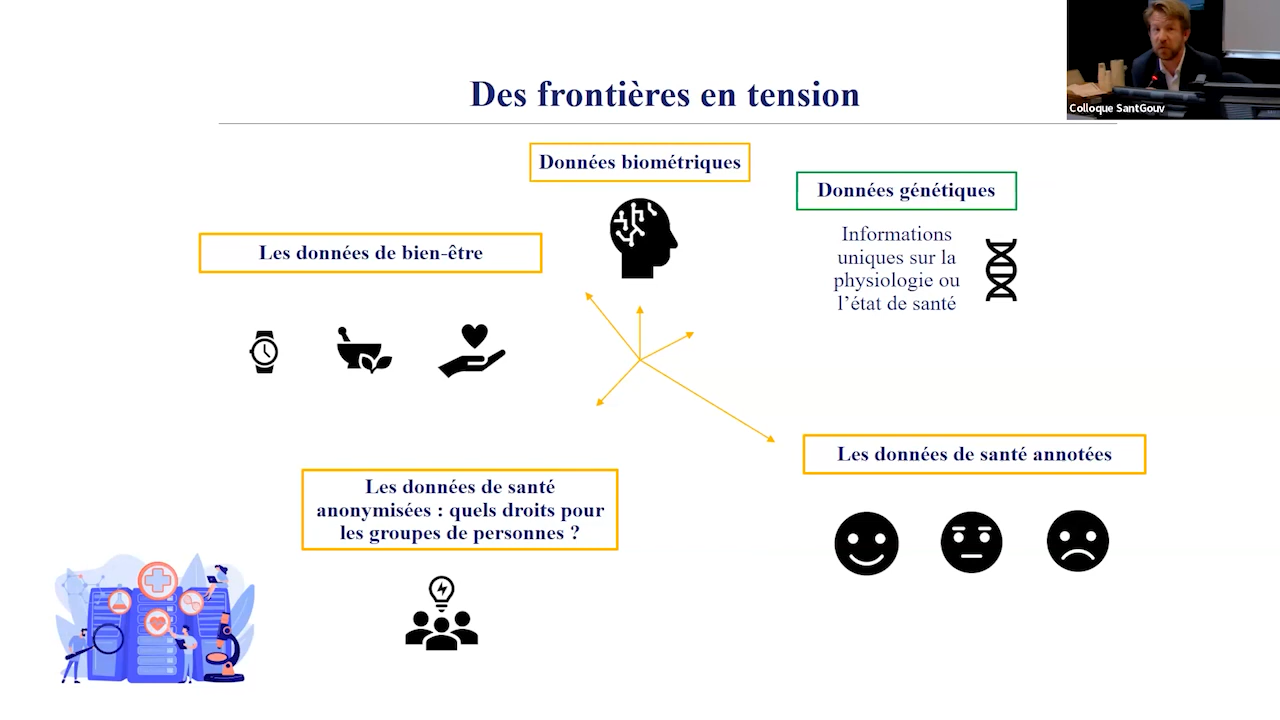 Colloque SantGouv
Des frontières en tension
Données biométriques
Données génétiques
Informations
uniques sur la
physiologie ou
l'état de santé
Les données de bien-être
Les données de santé annotées
Les données de santé
anonymisées : quels droits pour
les groupes de personnes ?